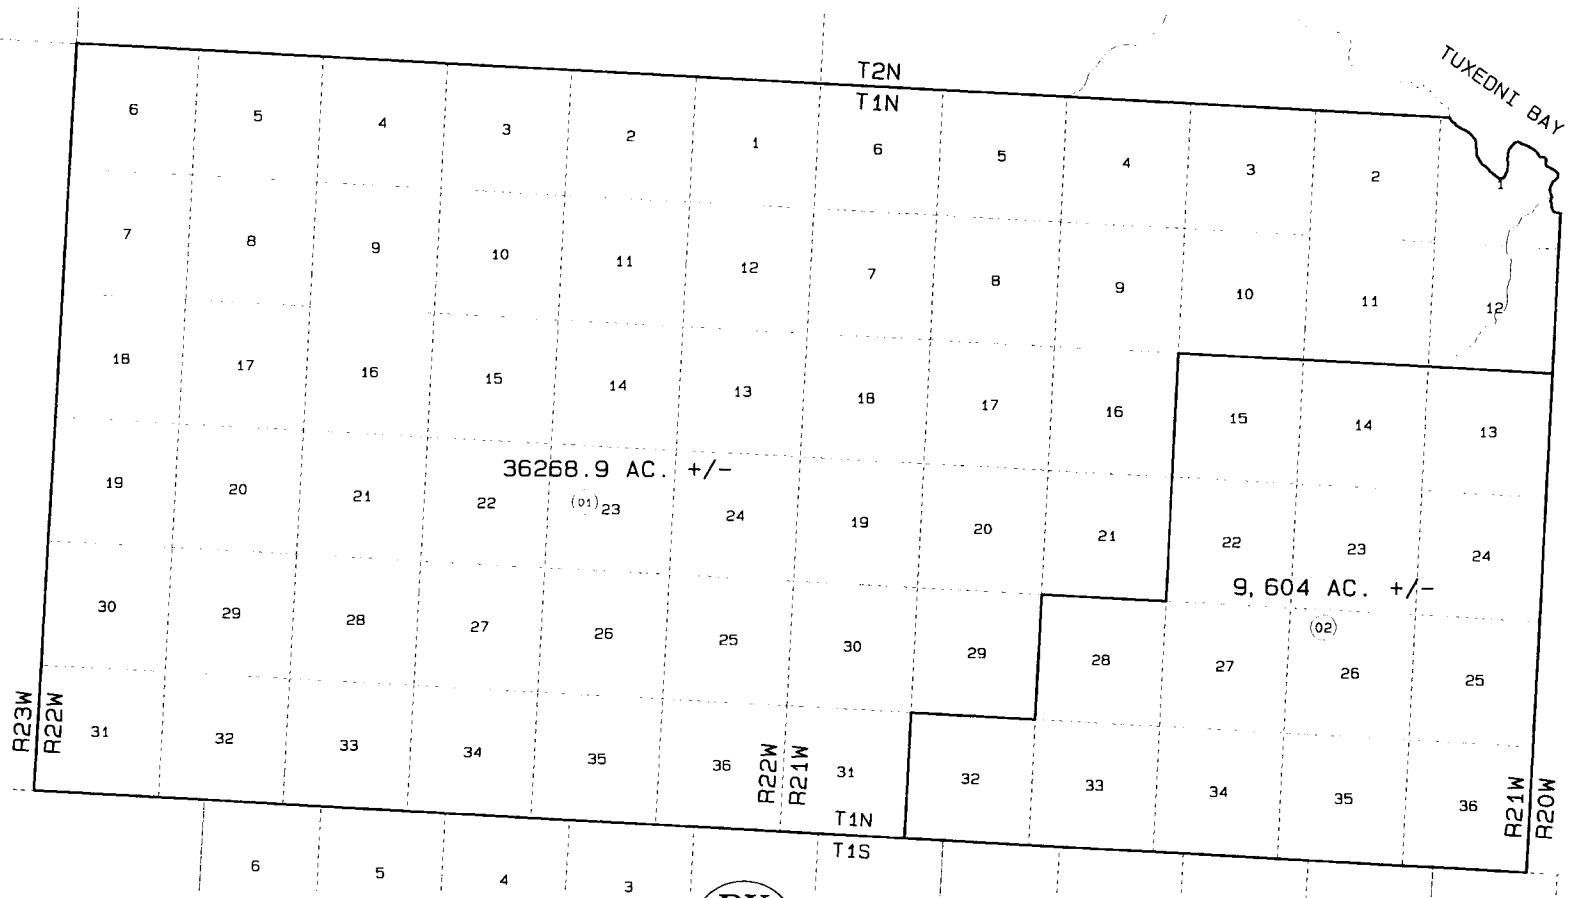 T2N
T1N
TUXEDNI BAY
6 5 4 3 2 1 6 5 4 3 2 1
7 8 9 10 11 12 7 8 9 10 11 12
18 17 16 15 14 13 18 17 16 15 14 13
36268.9 AC. +/-
(01)
19 20 21 22 23 24 19 20 21 22 23 24
9,604 AC. +/-
(02)
30 29 28 27 26 25 30 29 28 27 26 25
R23W
R22W
31 32 33 34 35 36 31 32 33 34 35 36
R22W
R21W
R21W
R20W
T1N
T1S
6 5 4 3